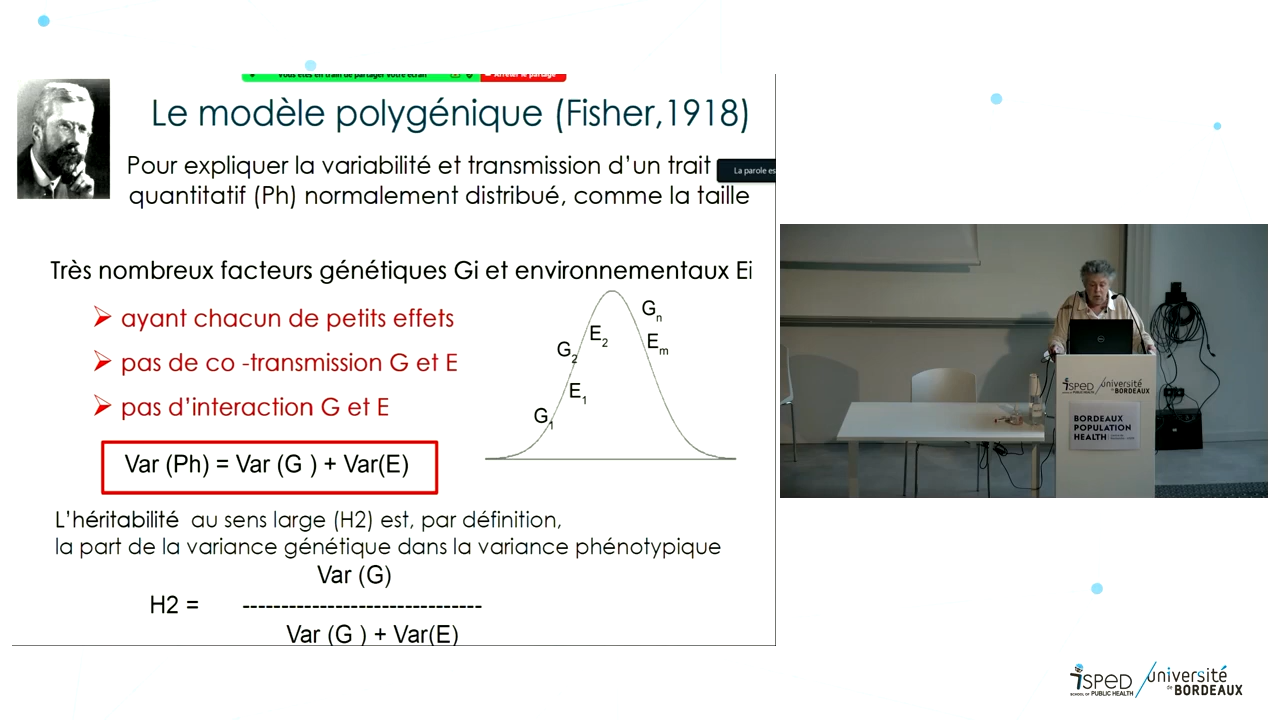 Vous êtes en train de partager votre écran
Arrêter le partage
Le modèle polygénique (Fisher,1918)
Pour expliquer la variabilité et transmission d'un trait
quantitatif (Ph) normalement distribué, comme la taille
La parole es
Très nombreux facteurs génétiques Gi et environnementaux Ei
➢ ayant chacun de petits effets
➢ pas de co -transmission G et E
➢ pas d'interaction G et E
G1
E1
G2
E2
Gn
Em
Var (Ph) = Var (G ) + Var(E)
L'héritabilité au sens large (H2) est, par définition,
la part de la variance génétique dans la variance phénotypique
Var (G)
H2 = -------------------------------
Var (G ) + Var(E)
ISPED université de BORDEAUX
BORDEAUX
POPULATION
HEALTH
ISPED
SCHOOL OF PUBLIC HEALTH
université
de BORDEAUX